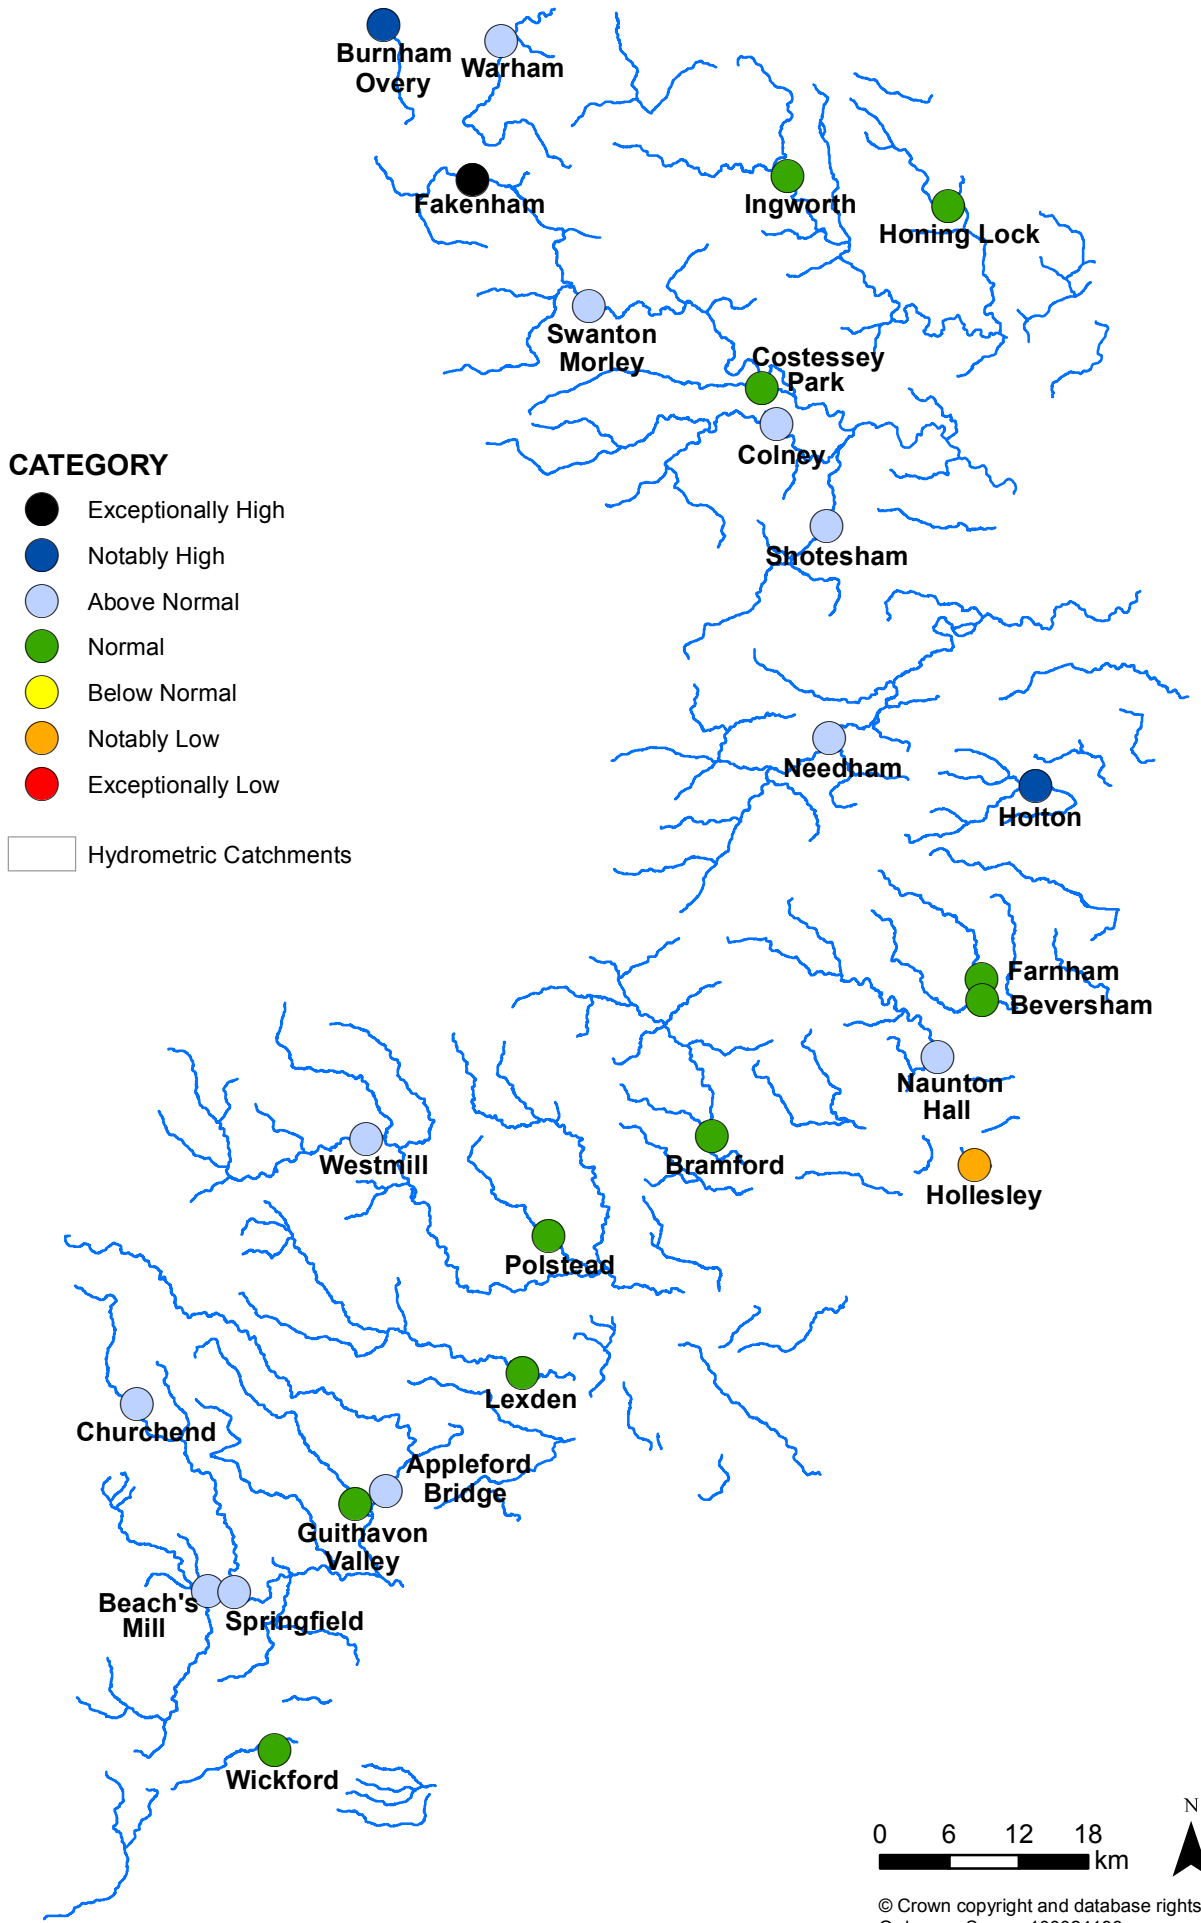 Burnham
Overy
Warham
Fakenham
Ingworth
Honing Lock
Swanton
Morley
Costessey
Park
Colney
CATEGORY
Exceptionally High
Notably High
Above Normal
Normal
Below Normal
Notably Low
Exceptionally Low
Hydrometric Catchments
Shotesham
Needham
Holton
Farnham
Beversham
Naunton
Hall
Westmill
Bramford
Hollesley
Polstead
Lexden
Churchend
Appleford
Bridge
Guithavon
Valley
Beach's
Mill
Springfield
Wickford
N
0 6 12 18
km
© Crown copyright and database rights